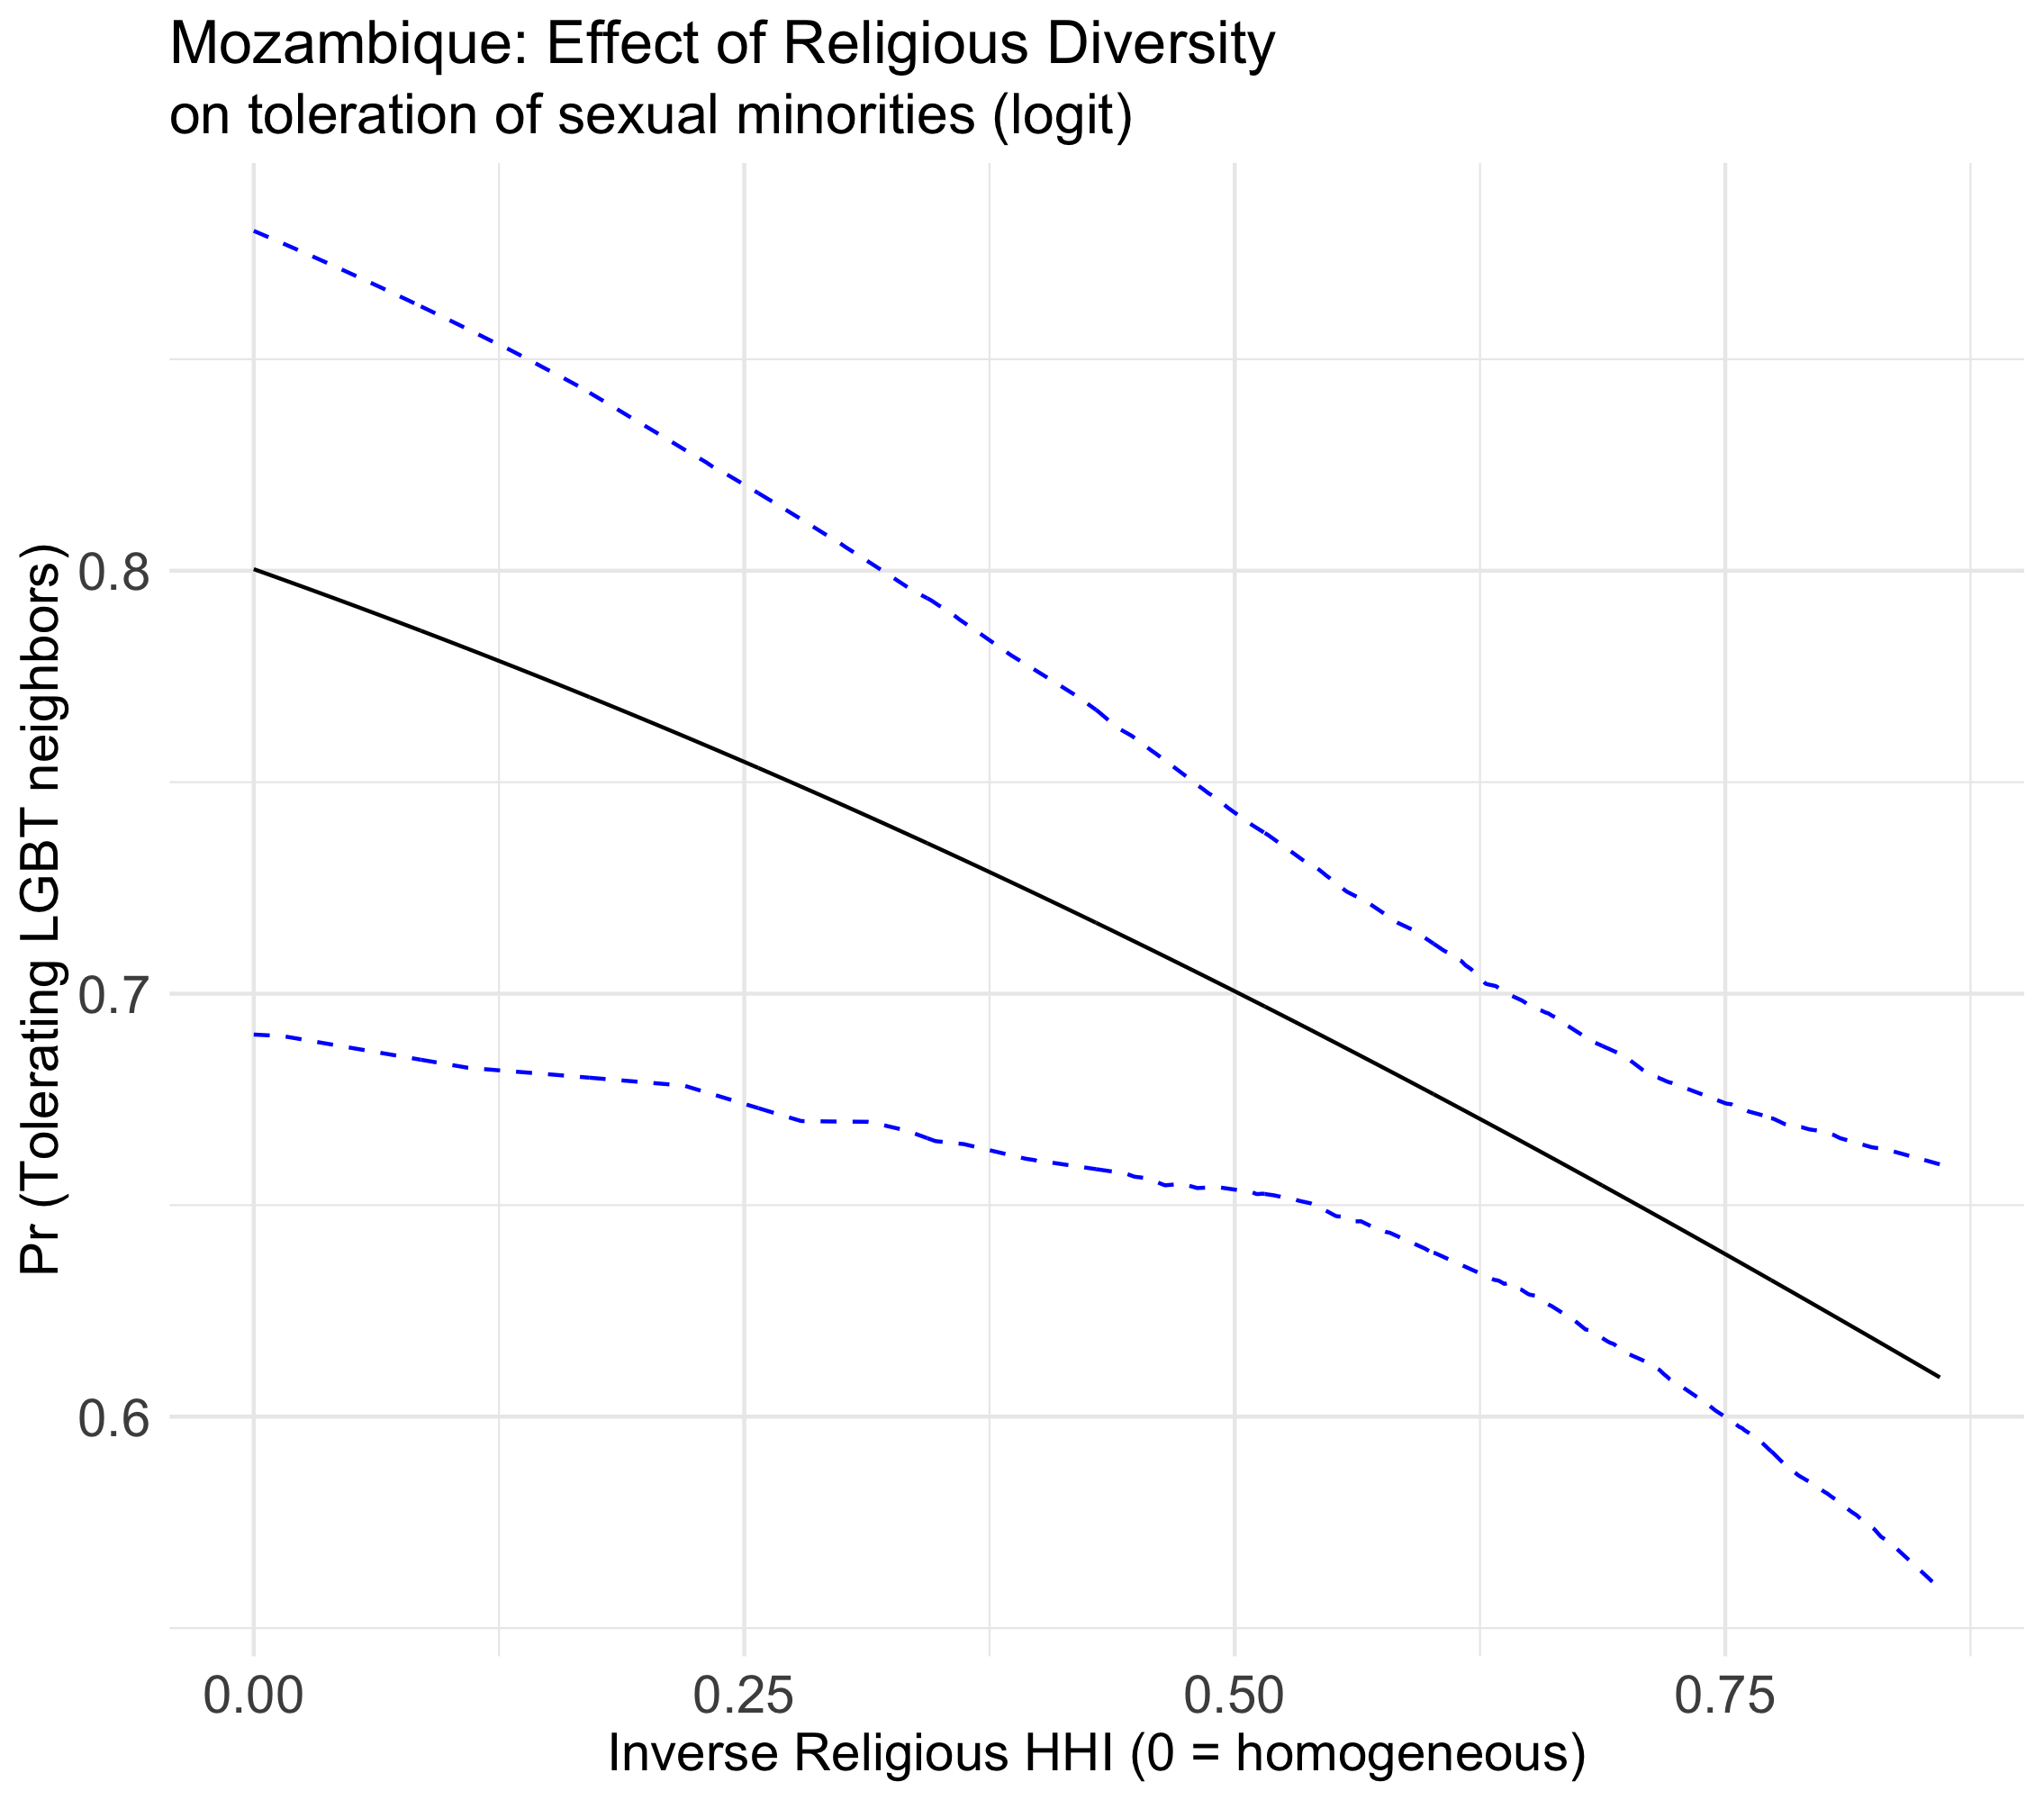 Mozambique: Effect of Religious Diversity
on toleration of sexual minorities (logit)
Pr (Tolerating LGBT neighbors)
0.8
0.7
0.6
0.00 0.25 0.50 0.75
Inverse Religious HHI (0 = homogeneous)